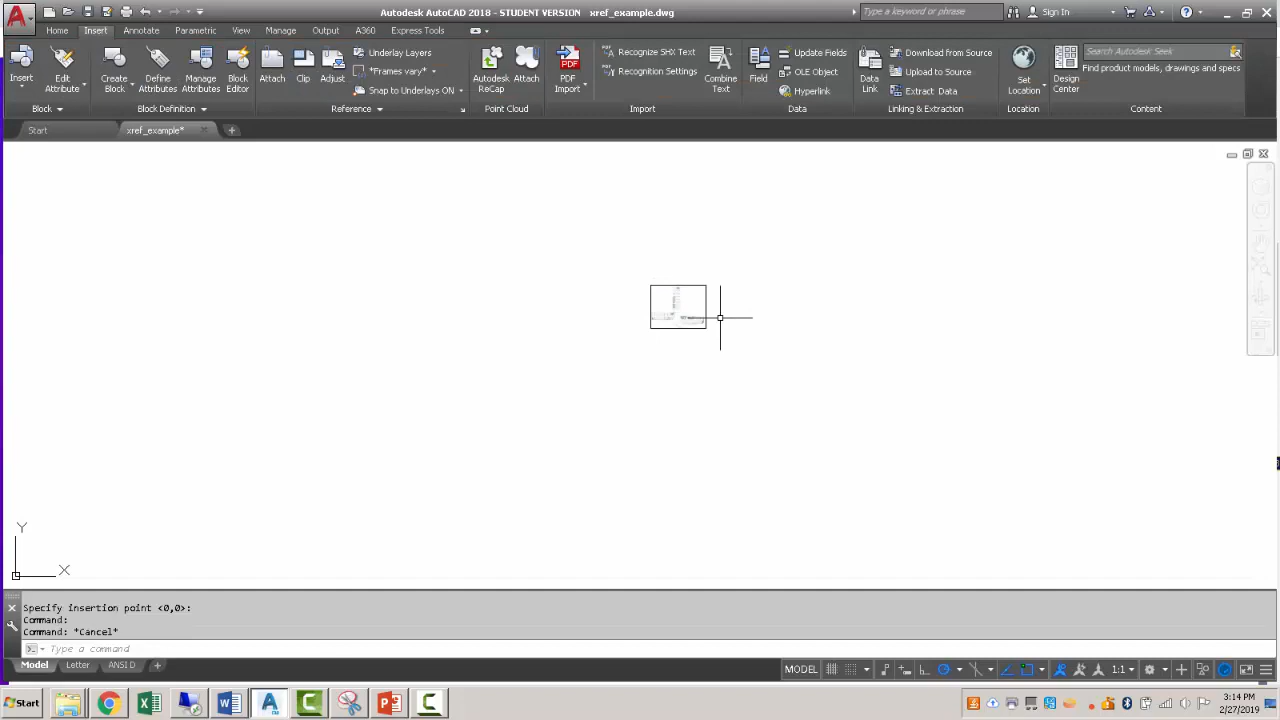 Autodesk AutoCAD 2018 - STUDENT VERSION xref_example.dwg
Type a keyword or phrase
Sign In
Home Insert Annotate Parametric View Manage Output A360 Express Tools
Insert
Edit Attribute
Create Block
Define Attributes
Manage Attributes
Block Editor
Attach
Clip
Adjust
Underlay Layers
*Frames vary*
Snap to Underlays ON
Autodesk ReCap
Attach
PDF
PDF Import
Recognize SHX Text
Recognition Settings
Combine Text
Field
Update Fields
OLE Object
Hyperlink
Data Link
Download from Source
Upload to Source
Extract Data
Set Location
Design Center
Search Autodesk Seek
Find product models, drawings and specs
Block Block Definition Reference Point Cloud Import Data Linking & Extraction Location Content
Start xref_example*
Y
X
Specify insertion point <0,0>:
Command:
Command: *Cancel*
Type a command
Model Letter ANSI D
MODEL 1:1
Start
3:14 PM
2/27/2019